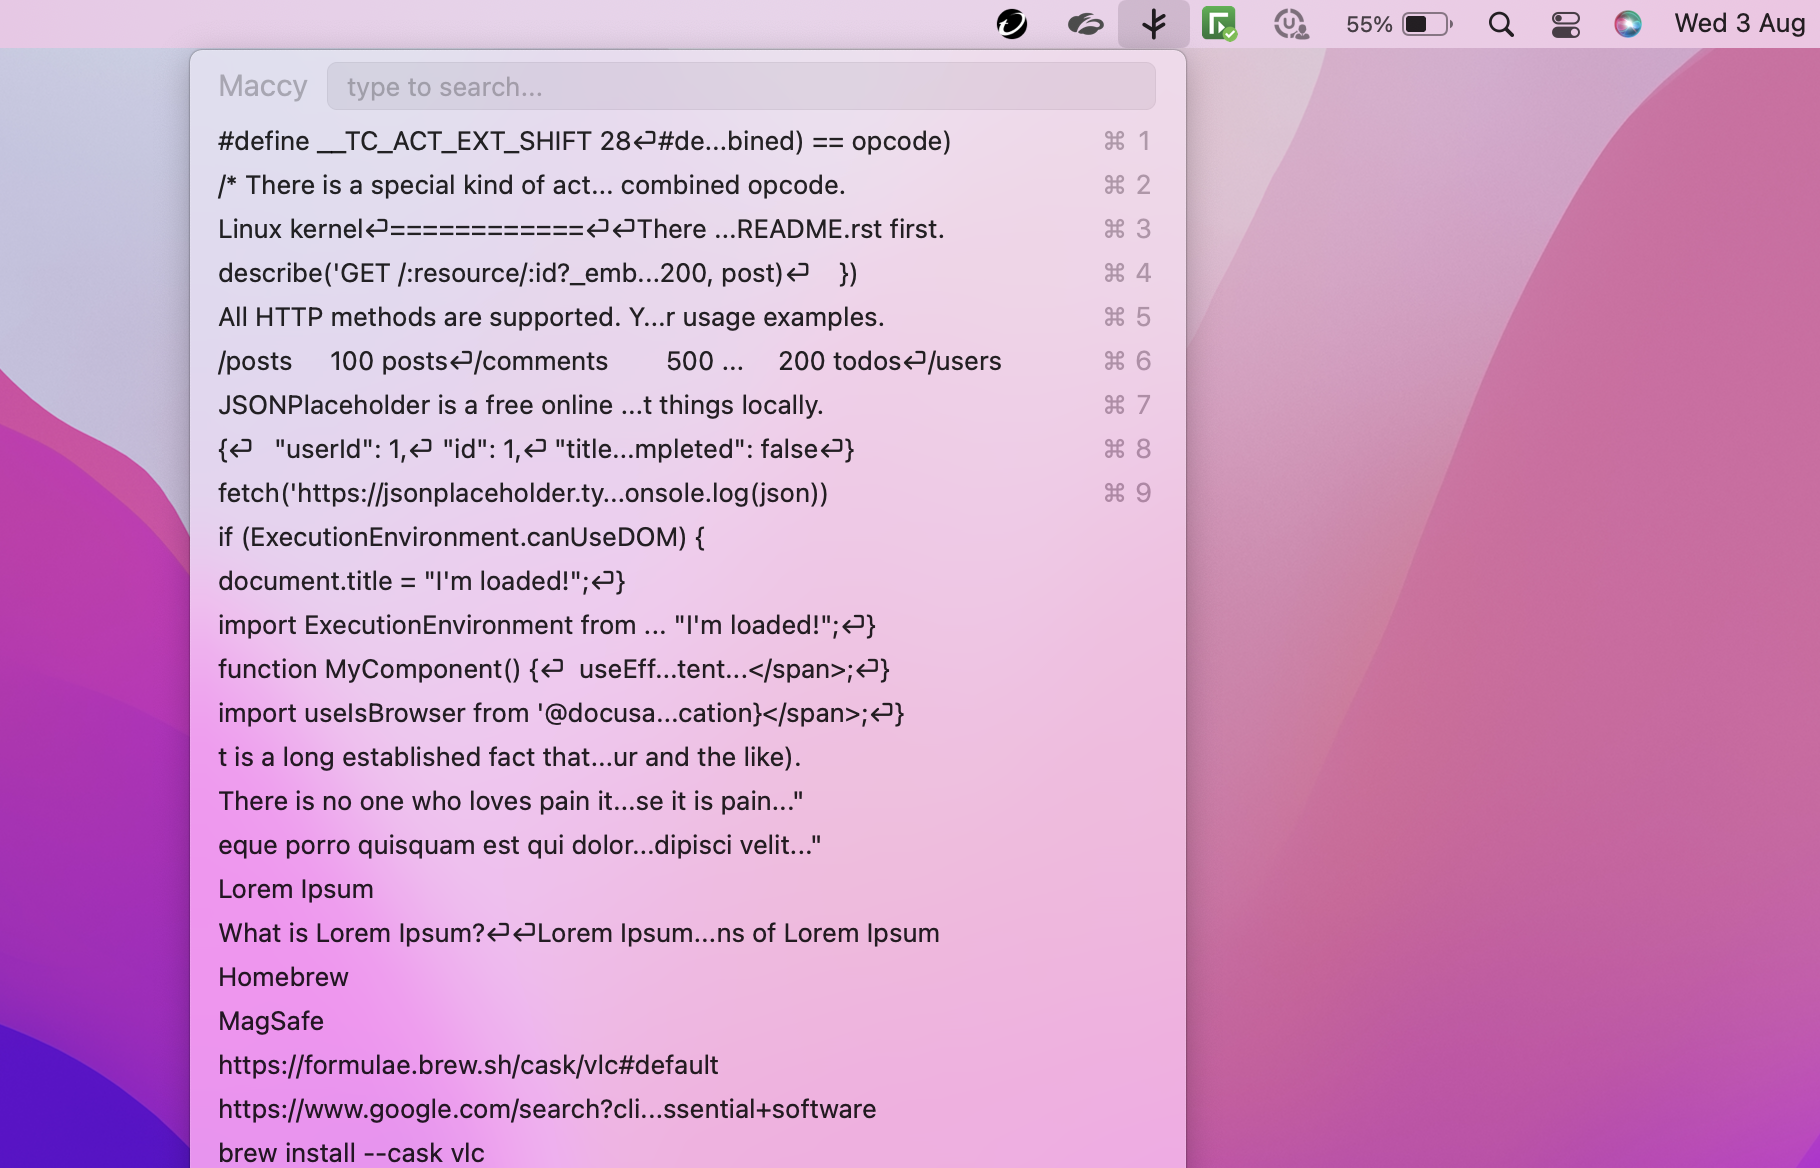 55% Wed 3 Aug
Maccy type to search...
#define __TC_ACT_EXT_SHIFT 28⏎#de...bined) == opcode) ⌘ 1
/* There is a special kind of act... combined opcode. ⌘ 2
Linux kernel⏎============⏎⏎There ...README.rst first. ⌘ 3
describe('GET /:resource/:id?_emb...200, post)⏎    }) ⌘ 4
All HTTP methods are supported. Y...r usage examples. ⌘ 5
/posts     100 posts⏎/comments        500 ...     200 todos⏎/users ⌘ 6
JSONPlaceholder is a free online ...t things locally. ⌘ 7
{⏎   "userId": 1,⏎ "id": 1,⏎ "title...mpleted": false⏎} ⌘ 8
fetch('https://jsonplaceholder.ty...onsole.log(json)) ⌘ 9
if (ExecutionEnvironment.canUseDOM) {
document.title = "I'm loaded!";⏎}
import ExecutionEnvironment from ... "I'm loaded!";⏎}
function MyComponent() {⏎  useEff...tent...</span>;⏎}
import useIsBrowser from '@docusa...cation}</span>;⏎}
t is a long established fact that...ur and the like).
There is no one who loves pain it...se it is pain..."
eque porro quisquam est qui dolor...dipisci velit..."
Lorem Ipsum
What is Lorem Ipsum?⏎⏎Lorem Ipsum...ns of Lorem Ipsum
Homebrew
MagSafe
https://formulae.brew.sh/cask/vlc#default
https://www.google.com/search?cli...ssential+software
brew install --cask vlc